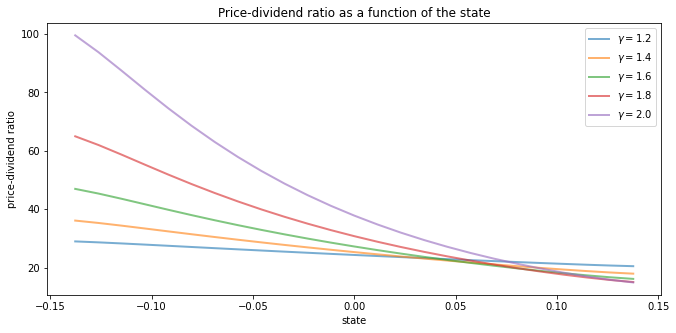 Price-dividend ratio as a function of the state
price-dividend ratio
100
80
60
40
20
γ = 1.2
γ = 1.4
γ = 1.6
γ = 1.8
γ = 2.0
−0.15
−0.10
−0.05
0.00
0.05
0.10
0.15
state